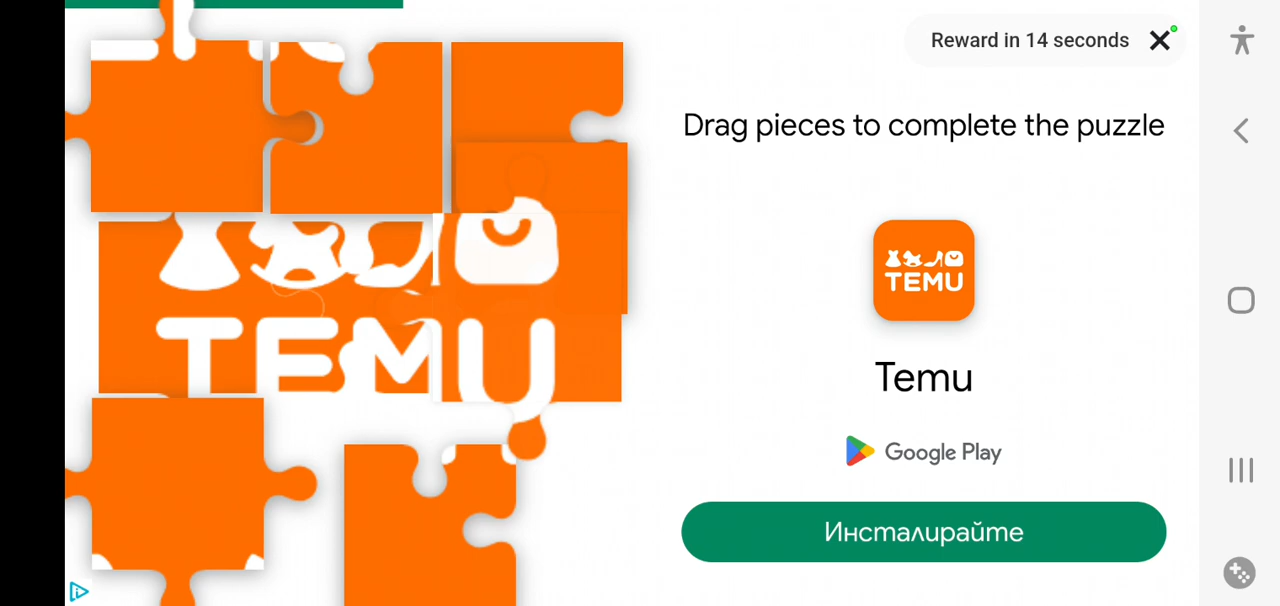 Reward in 14 seconds
Drag pieces to complete the puzzle
TEMU
TEMU
Temu
Google Play
Инсталирайте